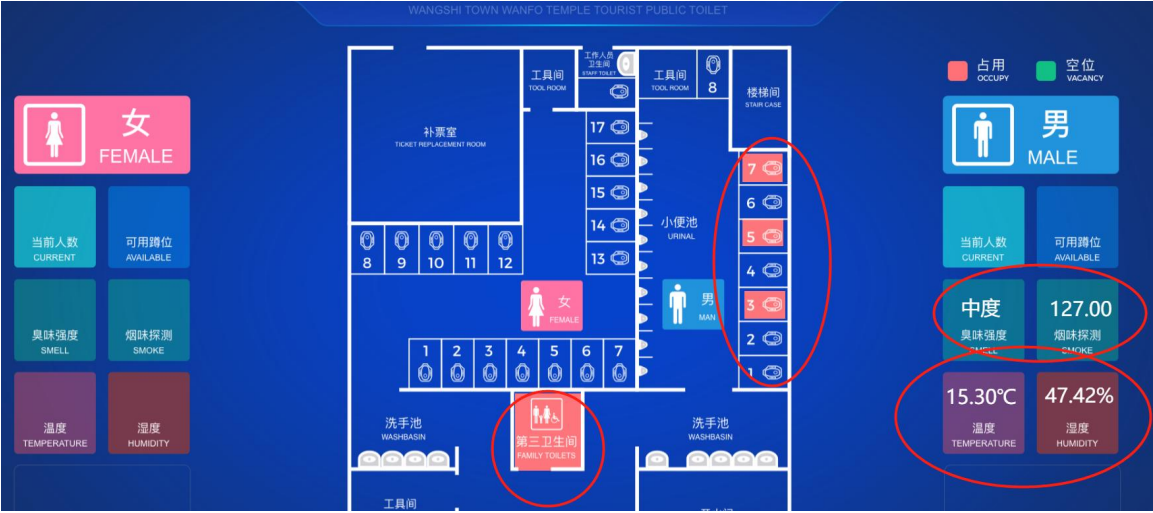 WANGSHI TOWN WANFO TEMPLE TOURIST PUBLIC TOILET
占用
OCCUPY
空位
VACANCY
女
FEMALE
当前人数
CURRENT
可用蹲位
AVAILABLE
臭味强度
SMELL
烟味探测
SMOKE
温度
TEMPERATURE
湿度
HUMIDITY
补票室
TICKET REPLACEMENT ROOM
工具间
TOOL ROOM
工作人员
卫生间
STAFF TOILET
工具间
TOOL ROOM
8
楼梯间
STAIR CASE
17
16
15
14
13
8
9
10
11
12
小便池
URINAL
7
6
5
4
3
2
1
女
FEMALE
男
MAN
1
2
3
4
5
6
7
第三卫生间
FAMILY TOILETS
洗手池
WASHBASIN
洗手池
WASHBASIN
工具间
男
MALE
当前人数
CURRENT
可用蹲位
AVAILABLE
中度
臭味强度
SMELL
127.00
烟味探测
SMOKE
15.30℃
温度
TEMPERATURE
47.42%
湿度
HUMIDITY